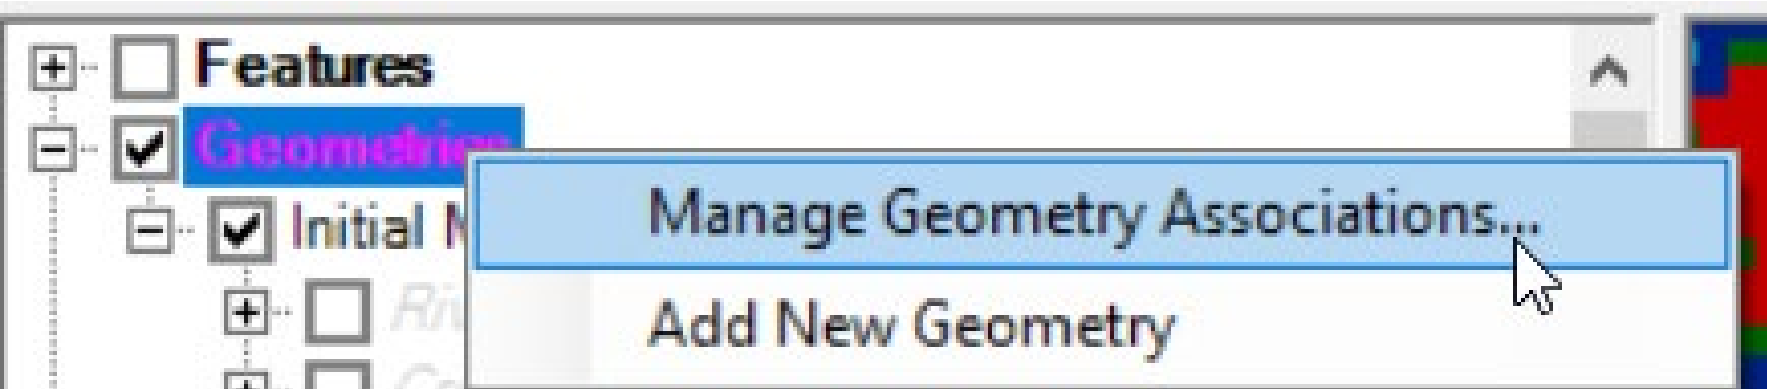 Features
Geometries
Manage Geometry Associations...
Initial
Add New Geometry